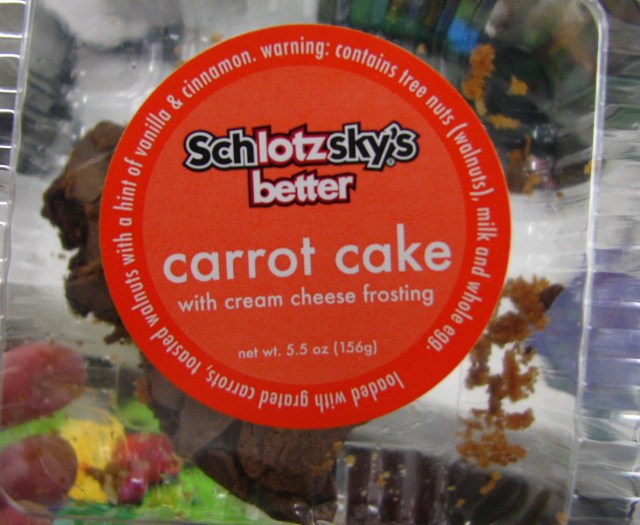 Schlotzsky's®
better
carrot cake
with cream cheese frosting
net wt. 5.5 oz (156g)
loaded with grated carrots, toasted walnuts with a hint of vanilla & cinnamon. warning: contains tree nuts (walnuts), milk and whole egg.